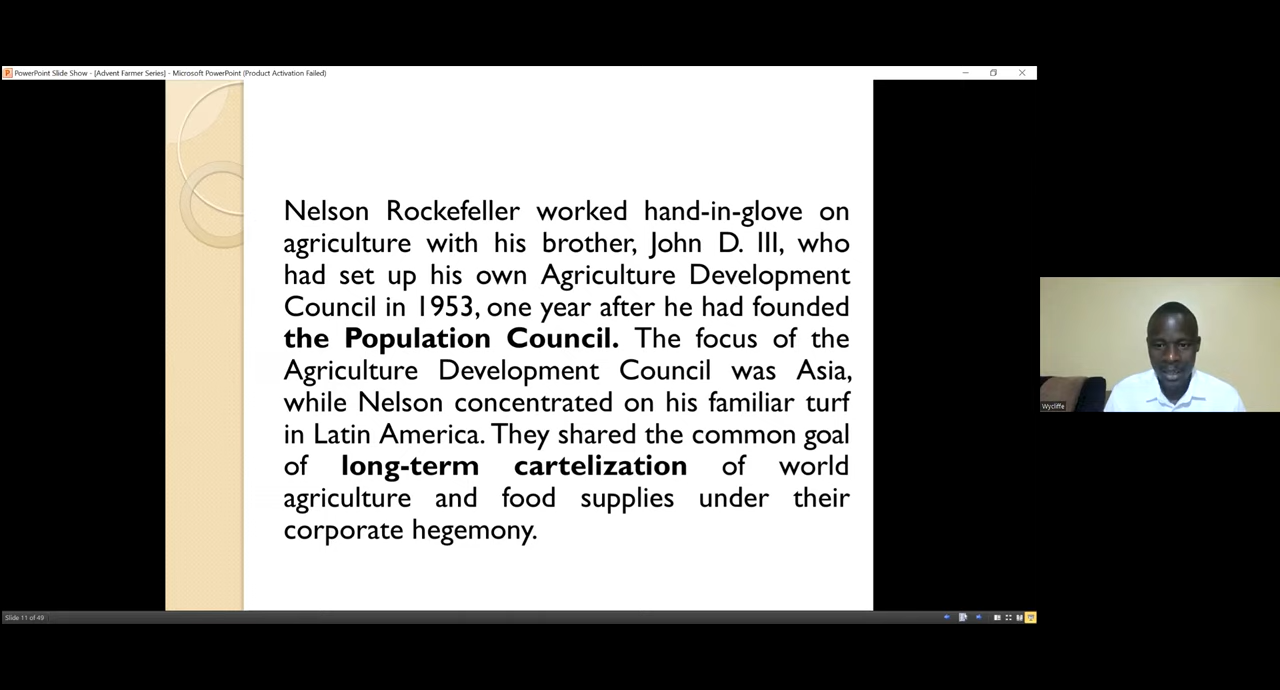 PowerPoint Slide Show - [Advent Farmer Series] - Microsoft PowerPoint (Product Activation Failed)
Nelson Rockefeller worked hand-in-glove on
agriculture with his brother, John D. III, who
had set up his own Agriculture Development
Council in 1953, one year after he had founded
the Population Council. The focus of the
Agriculture Development Council was Asia,
while Nelson concentrated on his familiar turf
in Latin America. They shared the common goal
of long-term cartelization of world
agriculture and food supplies under their
corporate hegemony.
Wycliffe
Slide 11 of 49